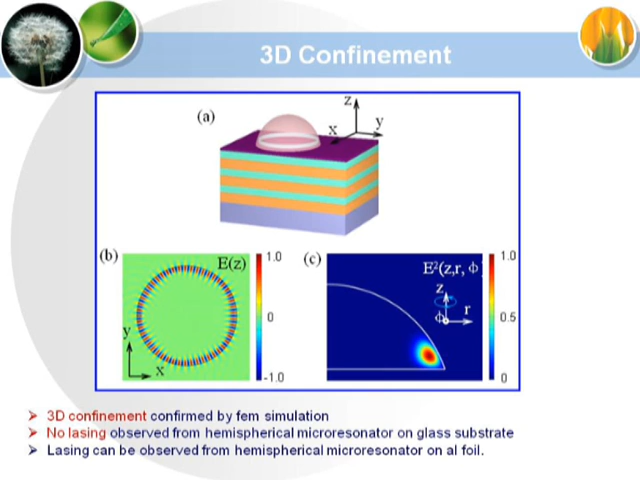 3D Confinement
(a)
z
y
x
(b)
E(z)
1.0
0
-1.0
y
x
(c)
E²(z,r, ϕ
z
r
ϕ
1.0
0.5
0
3D confinement confirmed by fem simulation
No lasing observed from hemispherical microresonator on glass substrate
Lasing can be observed from hemispherical microresonator on al foil.